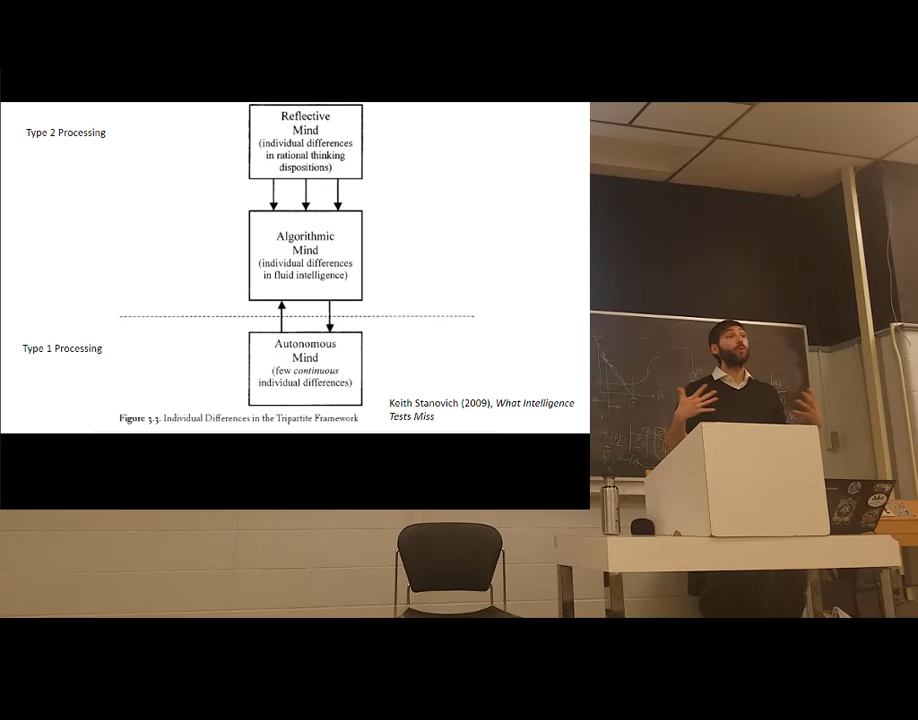 Type 2 Processing
Reflective
Mind
(individual differences
in rational thinking
dispositions)
Algorithmic
Mind
(individual differences
in fluid intelligence)
Type 1 Processing
Autonomous
Mind
(few continuous
individual differences)
Keith Stanovich (2009), What Intelligence
Tests Miss
Figure 3.3. Individual Differences in the Tripartite Framework